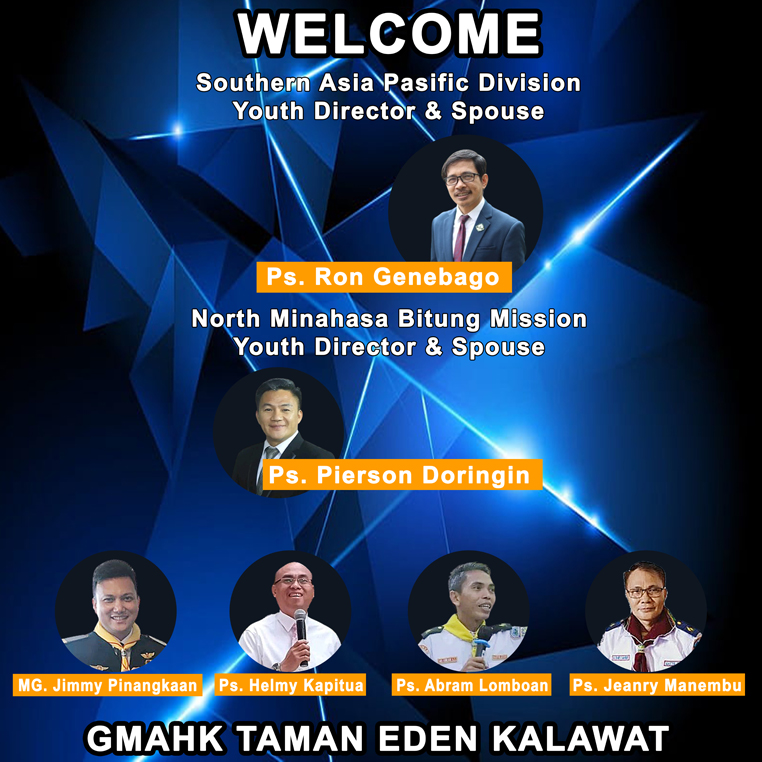 WELCOME
Southern Asia Pasific Division
Youth Director & Spouse
Ps. Ron Genebago
North Minahasa Bitung Mission
Youth Director & Spouse
Ps. Pierson Doringin
MG. Jimmy Pinangkaan
Ps. Helmy Kapitua
Ps. Abram Lomboan
Ps. Jeanry Manembu
GMAHK TAMAN EDEN KALAWAT